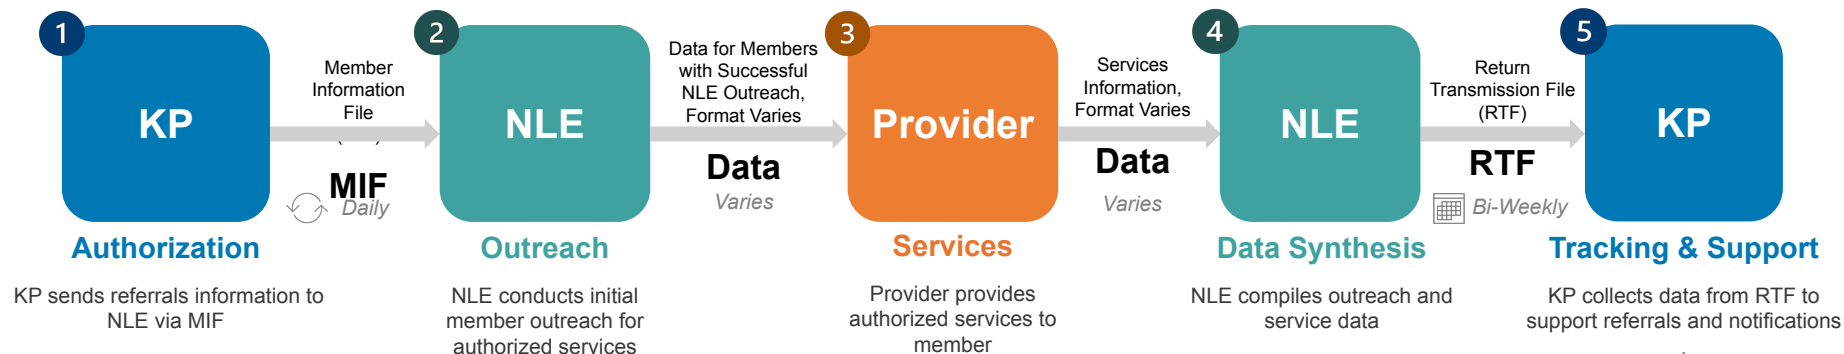 1
KP
Authorization
KP sends referrals information to
NLE via MIF
Member
Information
File
MIF
Daily
2
NLE
Outreach
NLE conducts initial
member outreach for
authorized services
Data for Members
with Successful
NLE Outreach,
Format Varies
Data
Varies
3
Provider
Services
Provider provides
authorized services to
member
Services
Information,
Format Varies
Data
Varies
4
NLE
Data Synthesis
NLE compiles outreach and
service data
Return
Transmission File
(RTF)
RTF
Bi-Weekly
5
KP
Tracking & Support
KP collects data from RTF to
support referrals and notifications